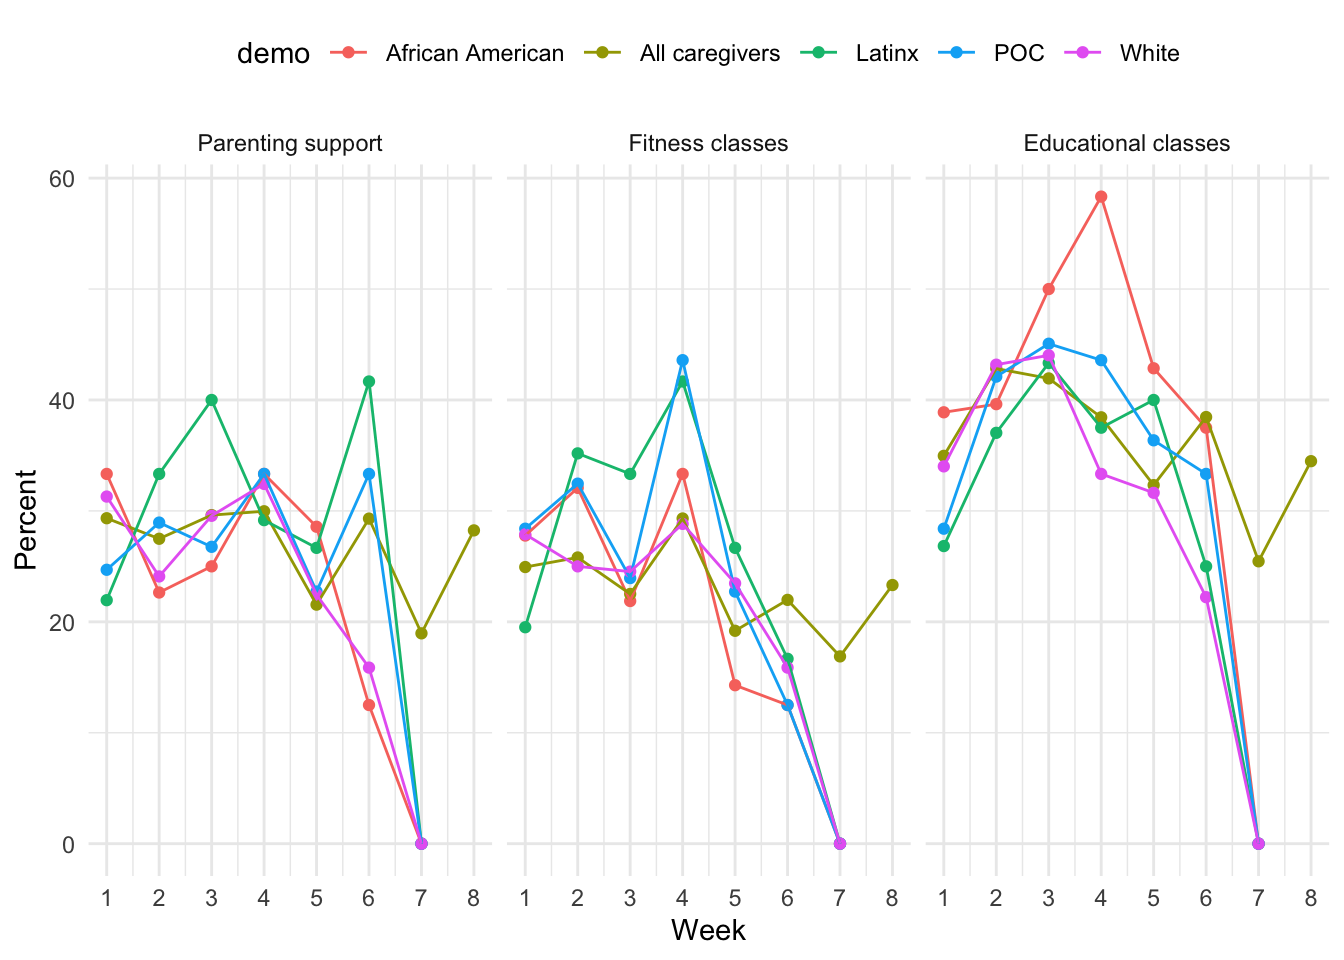 demo African American All caregivers Latinx POC White
Parenting support Fitness classes Educational classes
60
40
20
0
Percent
1 2 3 4 5 6 7 8 1 2 3 4 5 6 7 8 1 2 3 4 5 6 7 8
Week